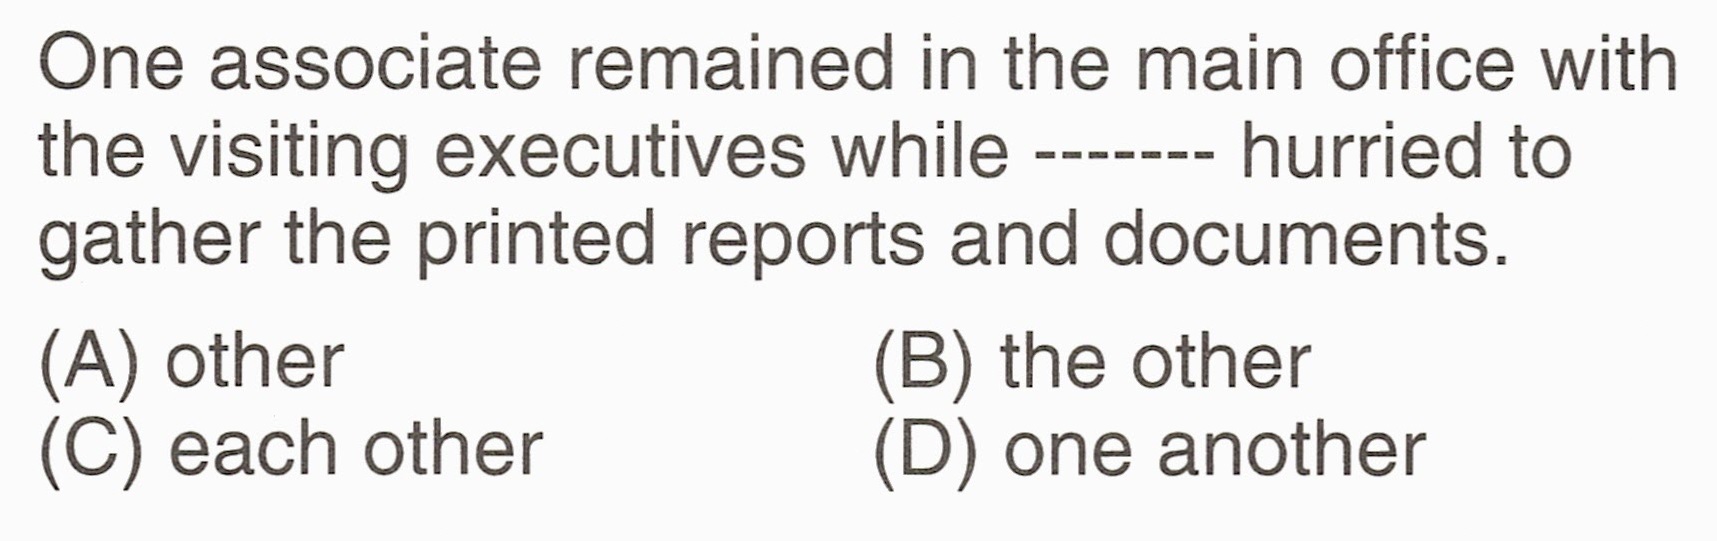 One associate remained in the main office with
the visiting executives while ------- hurried to
gather the printed reports and documents.
(A) other (B) the other
(C) each other (D) one another